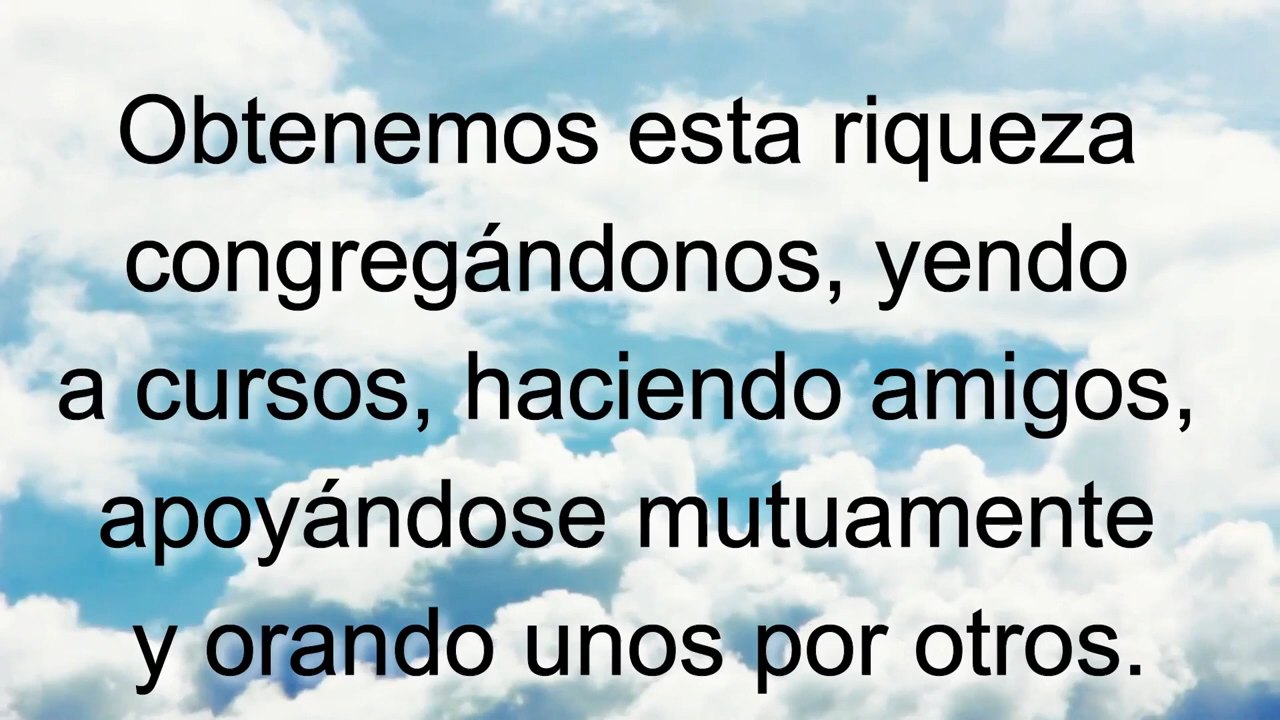 Obtenemos esta riqueza
congregándonos, yendo
a cursos, haciendo amigos,
apoyándose mutuamente
y orando unos por otros.